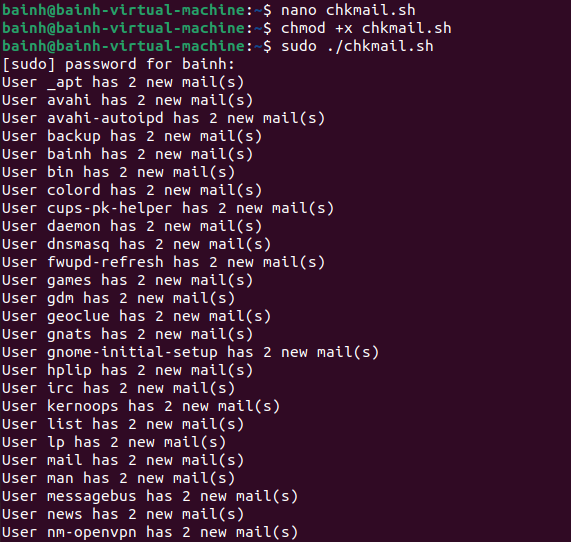 bainh@bainh-virtual-machine:~$ nano chkmail.sh
bainh@bainh-virtual-machine:~$ chmod +x chkmail.sh
bainh@bainh-virtual-machine:~$ sudo ./chkmail.sh
[sudo] password for bainh:
User _apt has 2 new mail(s)
User avahi has 2 new mail(s)
User avahi-autoipd has 2 new mail(s)
User backup has 2 new mail(s)
User bainh has 2 new mail(s)
User bin has 2 new mail(s)
User colord has 2 new mail(s)
User cups-pk-helper has 2 new mail(s)
User daemon has 2 new mail(s)
User dnsmasq has 2 new mail(s)
User fwupd-refresh has 2 new mail(s)
User games has 2 new mail(s)
User gdm has 2 new mail(s)
User geoclue has 2 new mail(s)
User gnats has 2 new mail(s)
User gnome-initial-setup has 2 new mail(s)
User hplip has 2 new mail(s)
User irc has 2 new mail(s)
User kernoops has 2 new mail(s)
User list has 2 new mail(s)
User lp has 2 new mail(s)
User mail has 2 new mail(s)
User man has 2 new mail(s)
User messagebus has 2 new mail(s)
User news has 2 new mail(s)
User nm-openvpn has 2 new mail(s)